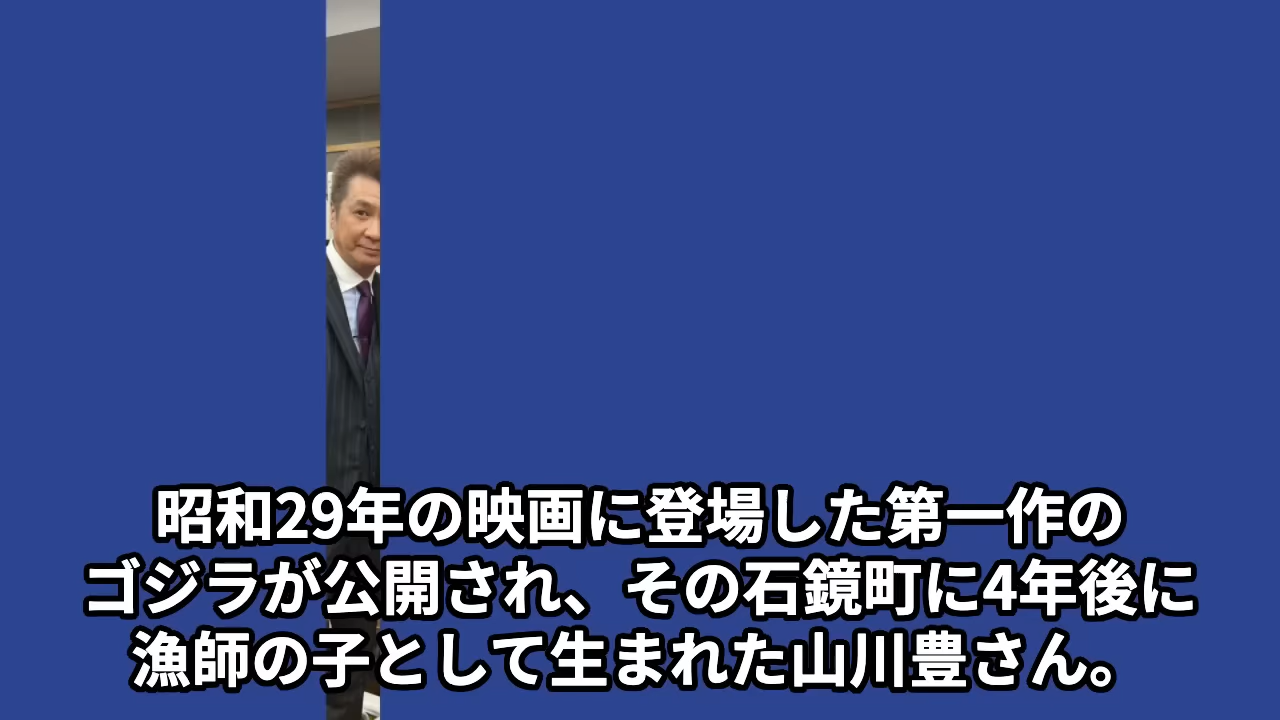 昭和29年の映画に登場した第一作の
ゴジラが公開され、その石鏡町に4年後に
漁師の子として生まれた山川豊さん。